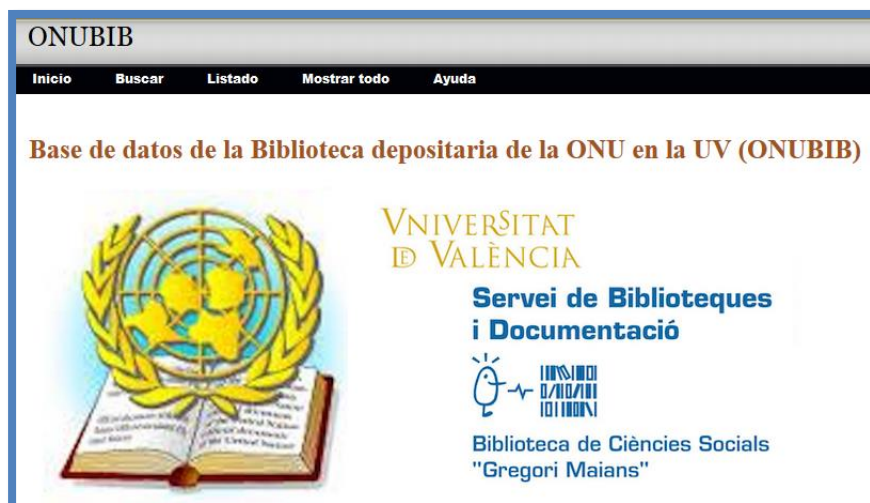 ONUBIB
Inicio Buscar Listado Mostrar todo Ayuda
Base de datos de la Biblioteca depositaria de la ONU en la UV (ONUBIB)
VNIVERSITAT
DE VALÈNCIA
Servei de Biblioteques
i Documentació
Biblioteca de Ciències Socials
"Gregori Maians"